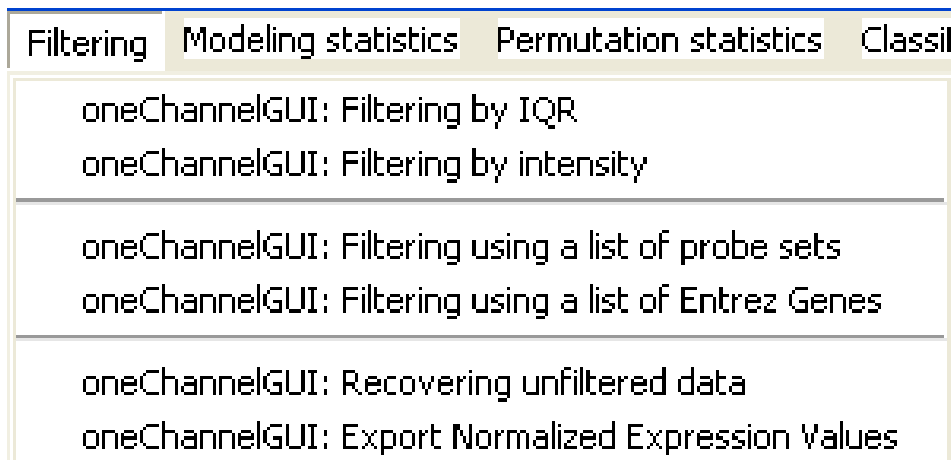 Filtering Modeling statistics Permutation statistics
oneChannelGUI: Filtering by IQR
oneChannelGUI: Filtering by intensity
oneChannelGUI: Filtering using a list of probe sets
oneChannelGUI: Filtering using a list of Entrez Genes
oneChannelGUI: Recovering unfiltered data
oneChannelGUI: Export Normalized Expression Values